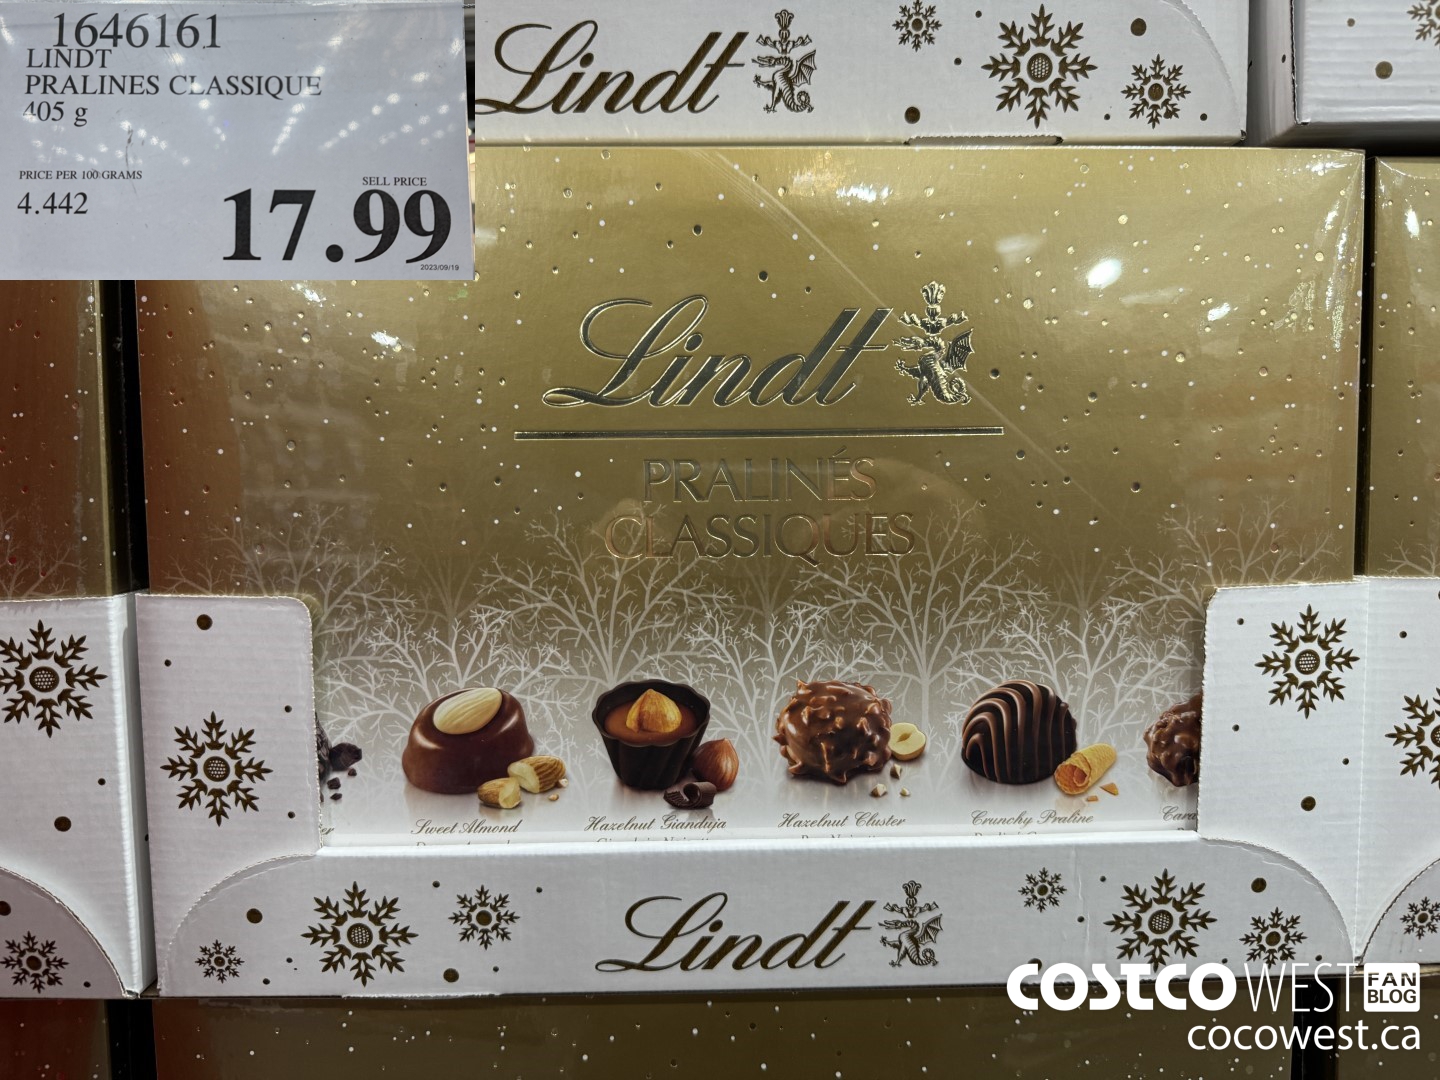 1646161
LINDT
PRALINES CLASSIQUE
405 g
PRICE PER 100 GRAMS
4.442
SELL PRICE
17.99
2023/09/19
Lindt
Lindt
PRALINÉS
CLASSIQUES
Sweet Almond
Hazelnut Gianduja
Hazelnut Cluster
Crunchy Praline
Cara
Lindt
COSTCO WEST FAN BLOG
cocowest.ca